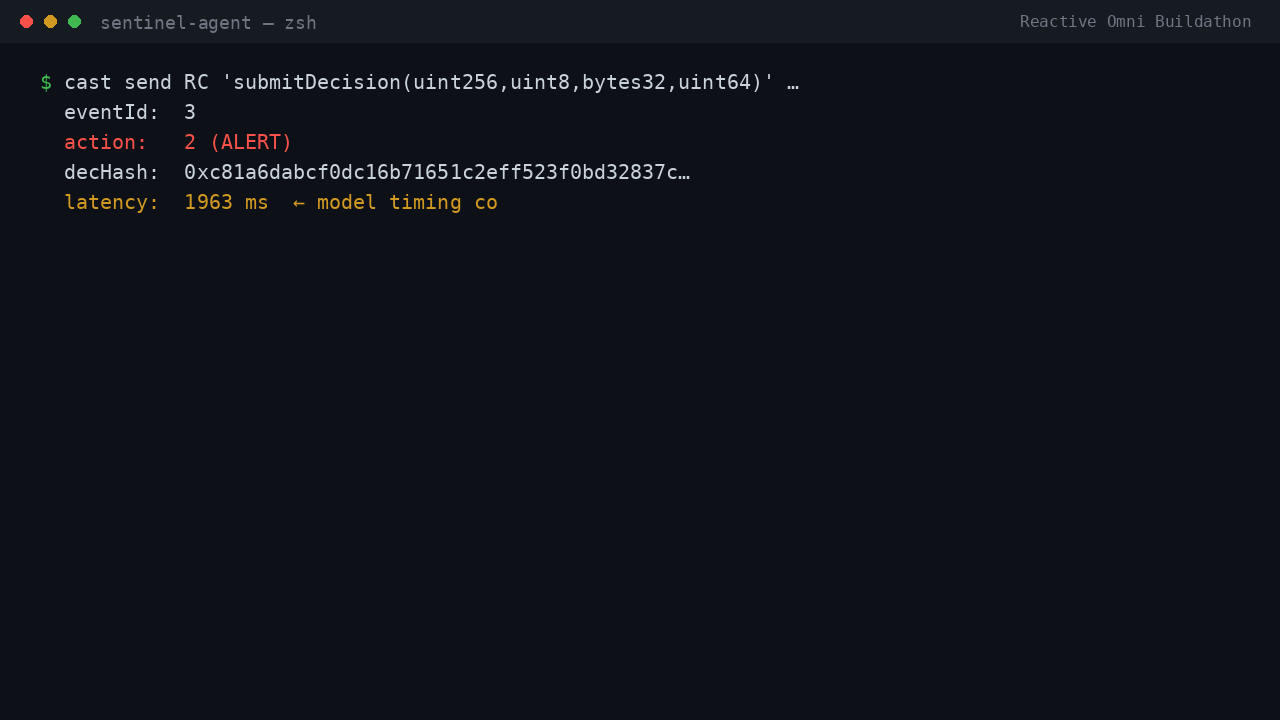 sentinel-agent — zsh
Reactive Omni Buildathon
$ cast send RC 'submitDecision(uint256,uint8,bytes32,uint64)' …
eventId: 3
action: 2 (ALERT)
decHash: 0xc81a6dabcf0dc16b71651c2eff523f0bd32837c…
latency: 1963 ms ← model timing co